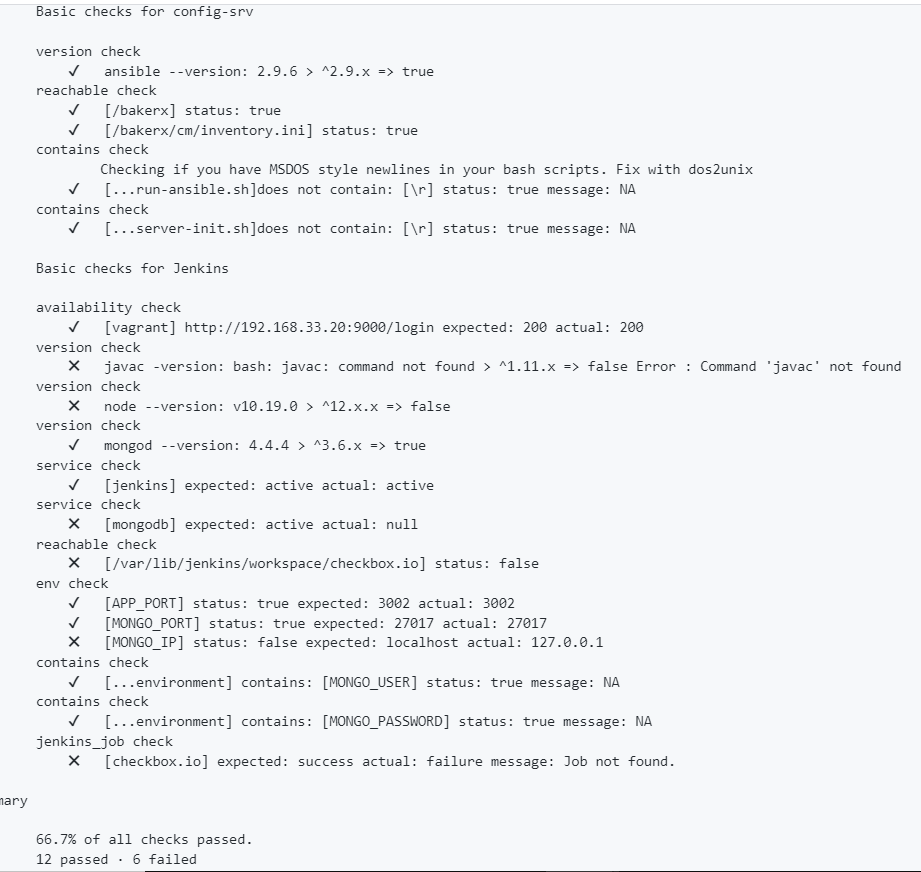 Basic checks for config-srv
version check
✓ ansible --version: 2.9.6 > ^2.9.x => true
reachable check
✓ [/bakerx] status: true
✓ [/bakerx/cm/inventory.ini] status: true
contains check
Checking if you have MSDOS style newlines in your bash scripts. Fix with dos2unix
✓ [...run-ansible.sh]does not contain: [\r] status: true message: NA
contains check
✓ [...server-init.sh]does not contain: [\r] status: true message: NA
Basic checks for Jenkins
availability check
✓ [vagrant] http://192.168.33.20:9000/login expected: 200 actual: 200
version check
✕ javac -version: bash: javac: command not found > ^1.11.x => false Error : Command 'javac' not found
version check
✕ node --version: v10.19.0 > ^12.x.x => false
version check
✓ mongod --version: 4.4.4 > ^3.6.x => true
service check
✓ [jenkins] expected: active actual: active
service check
✕ [mongodb] expected: active actual: null
reachable check
✕ [/var/lib/jenkins/workspace/checkbox.io] status: false
env check
✓ [APP_PORT] status: true expected: 3002 actual: 3002
✓ [MONGO_PORT] status: true expected: 27017 actual: 27017
✕ [MONGO_IP] status: false expected: localhost actual: 127.0.0.1
contains check
✓ [...environment] contains: [MONGO_USER] status: true message: NA
contains check
✓ [...environment] contains: [MONGO_PASSWORD] status: true message: NA
jenkins_job check
✕ [checkbox.io] expected: success actual: failure message: Job not found.
mary
66.7% of all checks passed.
12 passed · 6 failed